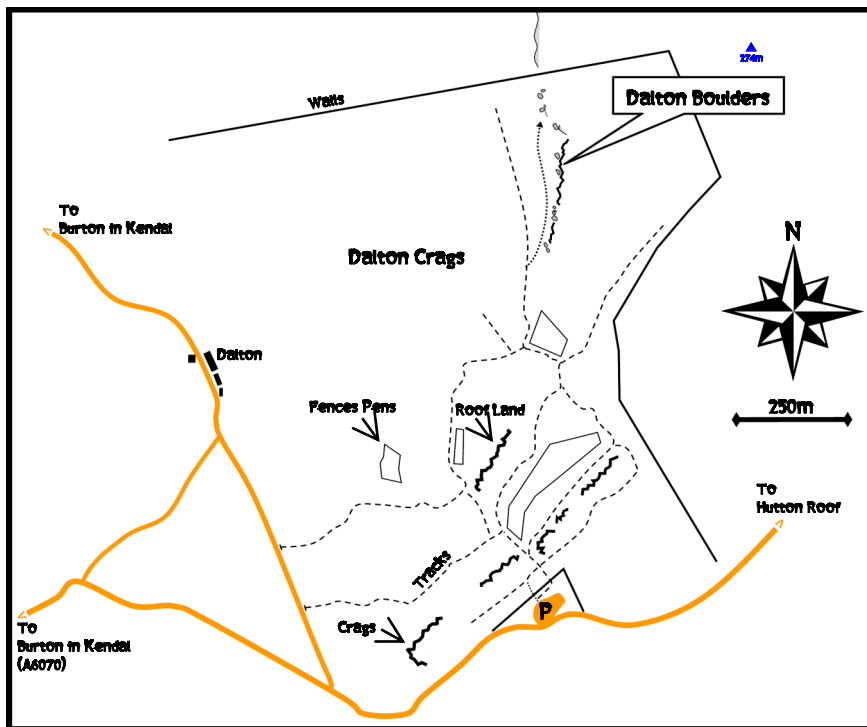 274m
Walls
Dalton Boulders
TO
Burton in Kendal
Dalton Crags
N
Dalton
250m
Fences Pens
Roof Land
TO
Hutton Roof
Tracks
P
Crags
TO
Burton in Kendal
(A6070)